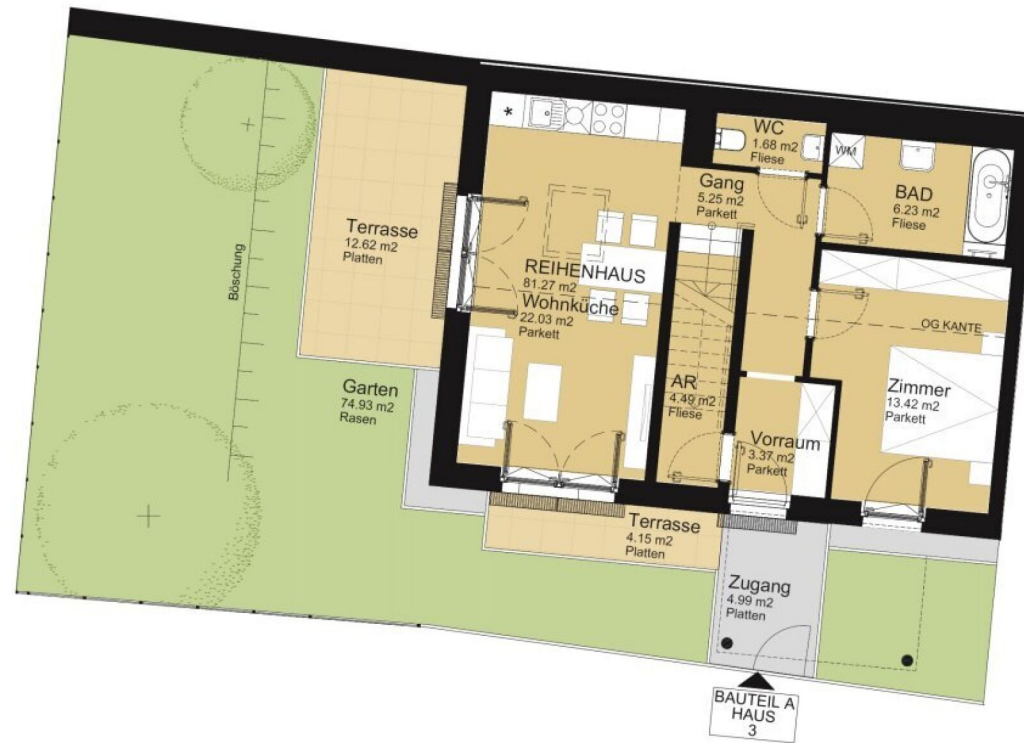 WC
1.68 m2
Fliese
WM
BAD
6.23 m2
Fliese
Gang
5.25 m2
Parkett
Terrasse
12.62 m2
Platten
Böschung
REIHENHAUS
81.27 m2
Wohnküche
22.03 m2
Parkett
OG KANTE
Garten
74.93 m2
Rasen
AR
4.49 m2
Fliese
Zimmer
13.42 m2
Parkett
Vorraum
3.37 m2
Parkett
Terrasse
4.15 m2
Platten
Zugang
4.99 m2
Platten
BAUTEIL A
HAUS
3